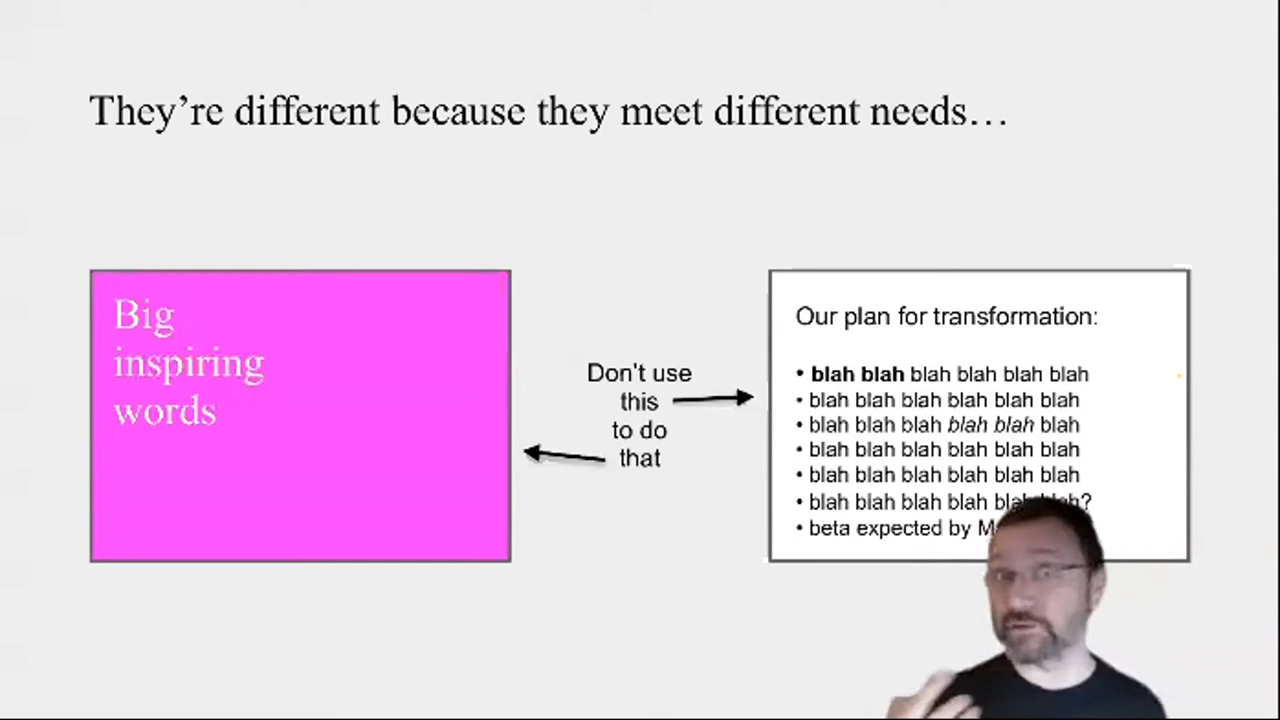 They’re different because they meet different needs…
Big
inspiring
words
Don't use
this
to do
that
Our plan for transformation:
• blah blah blah blah blah blah
• blah blah blah blah blah blah
• blah blah blah blah blah blah
• blah blah blah blah blah blah
• blah blah blah blah blah blah
• blah blah blah blah blah blah?
• beta expected by